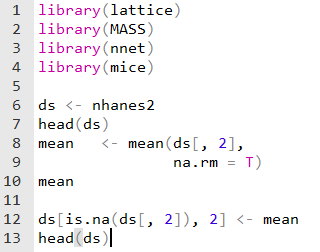 1 library(lattice)
2 library(MASS)
3 library(nnet)
4 library(mice)
5
6 ds <- nhanes2
7 head(ds)
8 mean   <- mean(ds[, 2],
9                na.rm = T)
10 mean
11
12 ds[is.na(ds[, 2]), 2] <- mean
13 head(ds)